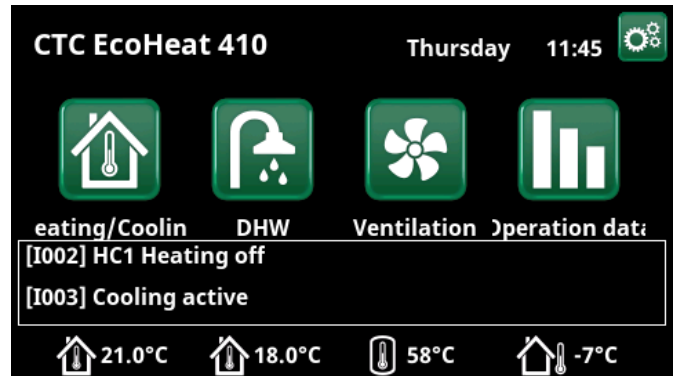 CTC EcoHeat 410 Thursday 11:45
eating/Coolin DHW Ventilation Operation data
[I002] HC1 Heating off
[I003] Cooling active
21.0°C 18.0°C 58°C -7°C